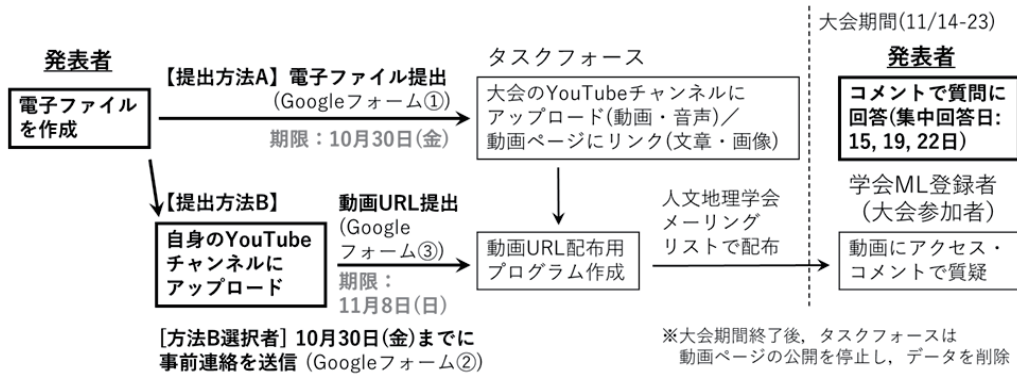 発表者
電子ファイル
を作成
【提出方法A】電子ファイル提出
(Googleフォーム①)
期限：10月30日(金)
タスクフォース
大会のYouTubeチャンネルに
アップロード(動画・音声)／
動画ページにリンク(文章・画像)
大会期間(11/14-23)
発表者
コメントで質問に
回答(集中回答日:
15, 19, 22日)
【提出方法B】
自身のYouTube
チャンネルに
アップロード
動画URL提出
(Google
フォーム③)
期限：
11月8日(日)
動画URL配布用
プログラム作成
人文地理学会
メーリング
リストで配布
学会ML登録者
（大会参加者）
動画にアクセス・
コメントで質疑
[方法B選択者] 10月30日(金)までに
事前連絡を送信 (Googleフォーム②)
※大会期間終了後，タスクフォースは
動画ページの公開を停止し，データを削除